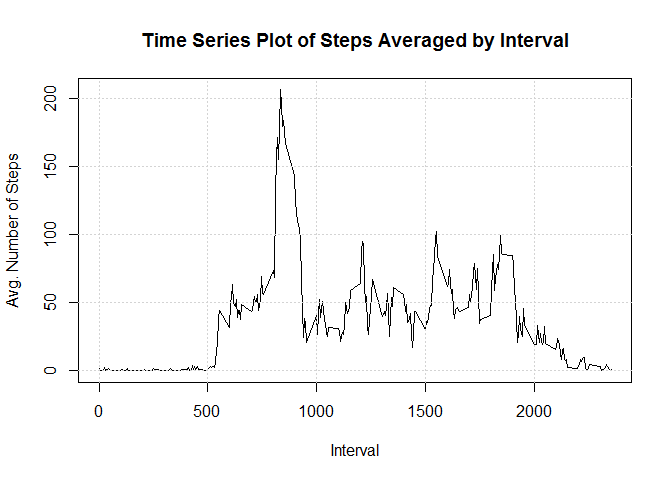 Time Series Plot of Steps Averaged by Interval
Avg. Number of Steps
200
150
100
50
0
0 500 1000 1500 2000
Interval